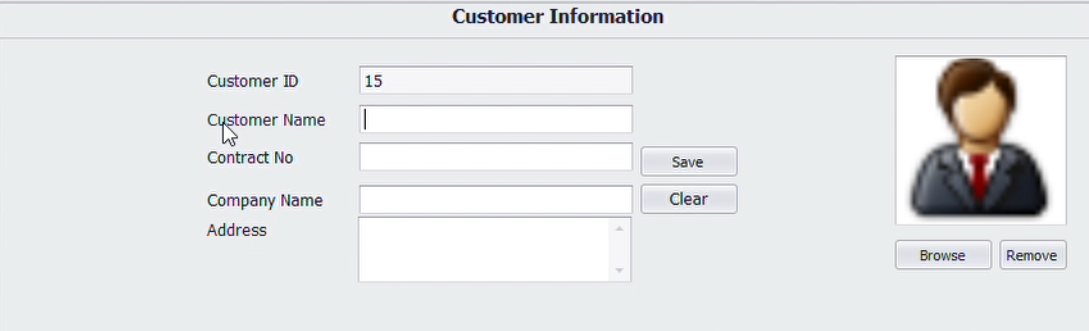 Customer Information
Customer ID 15
Customer Name
Contract No
Save
Company Name
Clear
Address
Browse Remove